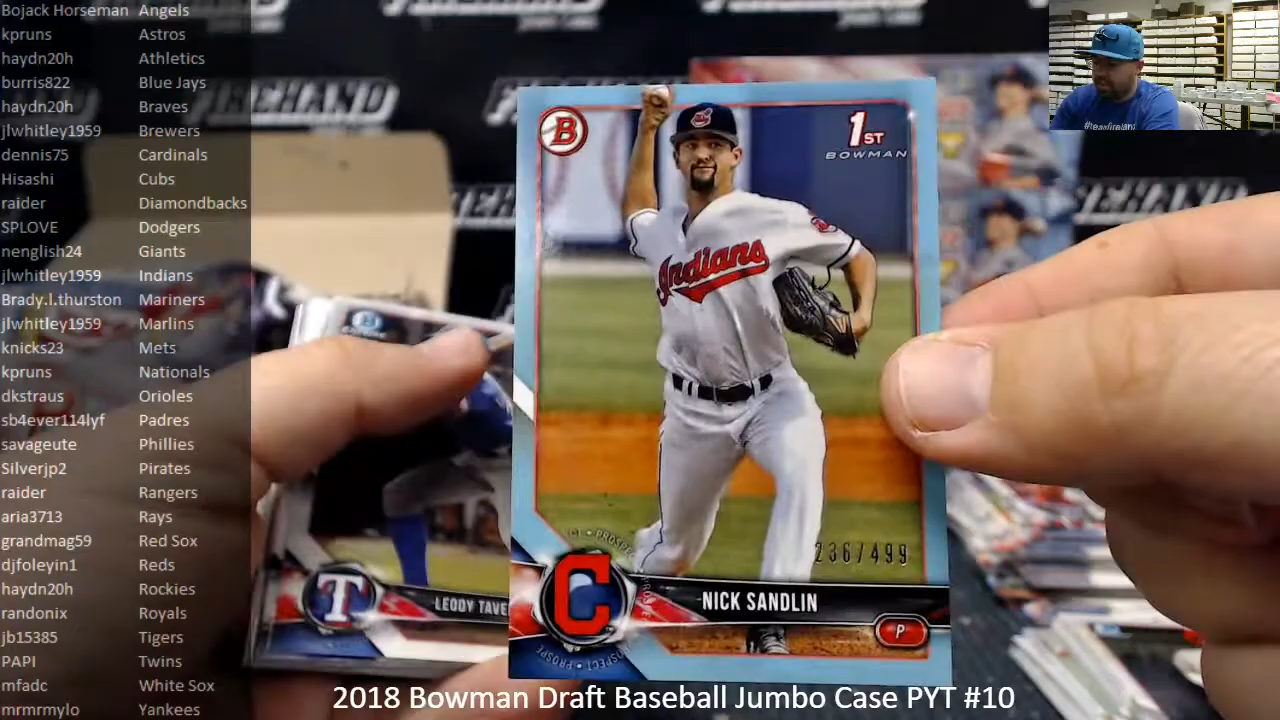 Bojack Horseman Angels
kpruns Astros
haydn20h Athletics
burris822 Blue Jays
haydn20h Braves
jlwhitley1959 Brewers
dennis75 Cardinals
Hisashi Cubs
raider Diamondbacks
SPLOVE Dodgers
nenglish24 Giants
jlwhitley1959 Indians
Brady.l.thurston Mariners
jlwhitley1959 Marlins
knicks23 Mets
kpruns Nationals
dkstraus Orioles
sb4ever114lyf Padres
savageute Phillies
Silverjp2 Pirates
raider Rangers
aria3713 Rays
grandmag59 Red Sox
djfoleyin1 Reds
haydn20h Rockies
randonix Royals
jb15385 Tigers
PAPI Twins
mfadc White Sox
mrmrmylo Yankees
B
1ST
BOWMAN
Indians
236/499
C
NICK SANDLIN
P
T
LEODY TAVE
2018 Bowman Draft Baseball Jumbo Case PYT #10